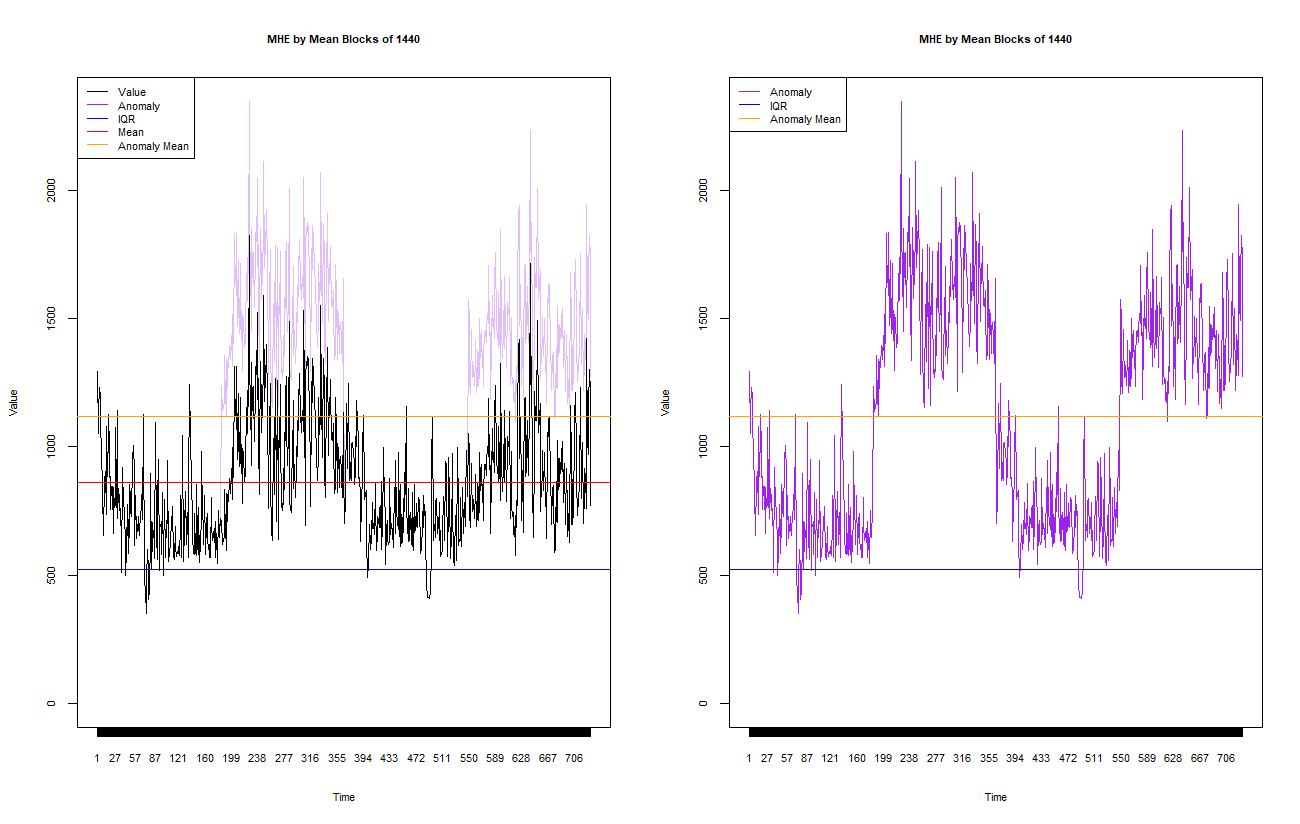 MHE by Mean Blocks of 1440
Value
Anomaly
IQR
Mean
Anomaly Mean
Value
0 500 1000 1500 2000
1 27 57 87 121 160 199 238 277 316 355 394 433 472 511 550 589 628 667 706
Time
MHE by Mean Blocks of 1440
Anomaly
IQR
Anomaly Mean
Value
0 500 1000 1500 2000
1 27 57 87 121 160 199 238 277 316 355 394 433 472 511 550 589 628 667 706
Time